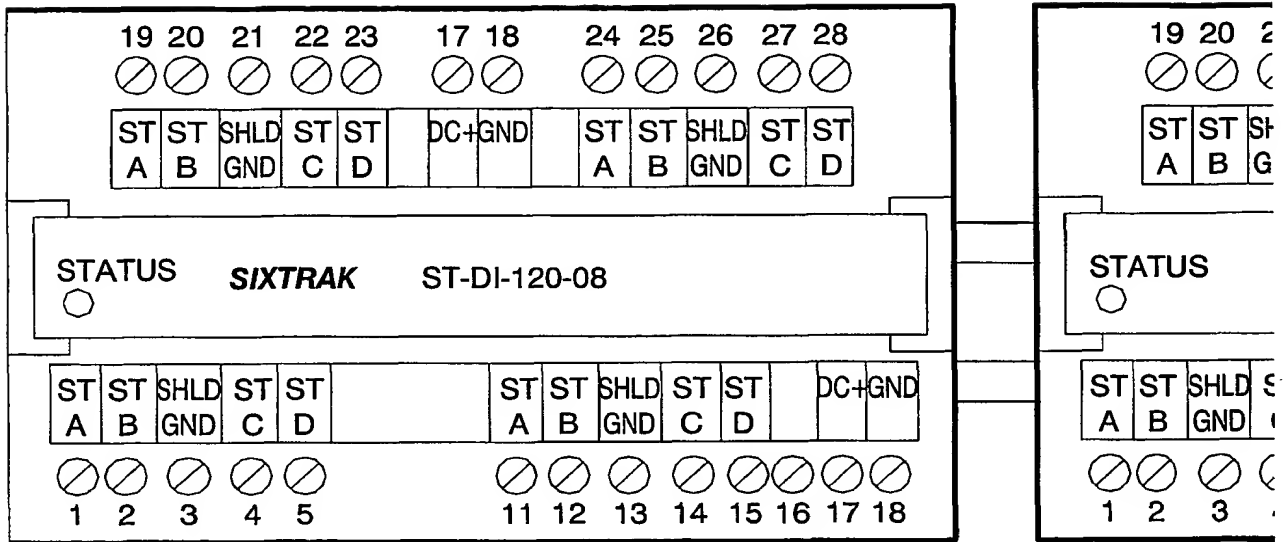 19 20 21 22 23 17 18 24 25 26 27 28
ST ST SHLD ST ST DC+ GND ST ST SHLD ST ST
A B GND C D A B GND C D
STATUS SIXTRAK ST-DI-120-08
ST ST SHLD ST ST ST ST SHLD ST ST DC+ GND
A B GND C D A B GND C D
1 2 3 4 5 11 12 13 14 15 16 17 18
19 20
ST ST
A B
STATUS
ST ST SHLD
A B GND
1 2 3